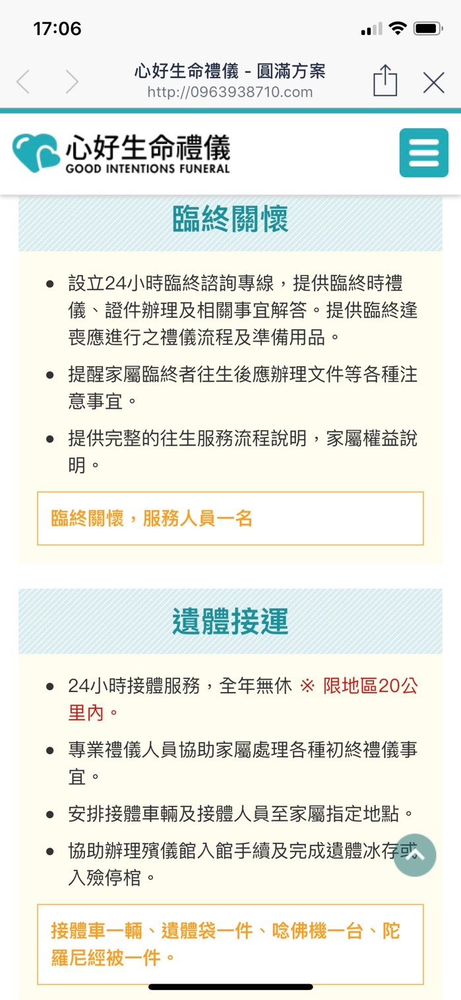 17:06
心好生命禮儀 - 圓滿方案
http://0963938710.com
心好生命禮儀
GOOD INTENTIONS FUNERAL
臨終關懷
設立24小時臨終諮詢專線，提供臨終時禮
儀、證件辦理及相關事宜解答。提供臨終逢
喪應進行之禮儀流程及準備用品。
提醒家屬臨終者往生後應辦理文件等各種注
意事宜。
提供完整的往生服務流程說明，家屬權益說
明。
臨終關懷，服務人員一名
遺體接運
24小時接體服務，全年無休 ※ 限地區20公
里內。
專業禮儀人員協助家屬處理各種初終禮儀事
宜。
安排接體車輛及接體人員至家屬指定地點。
協助辦理殯儀館入館手續及完成遺體冰存或
入殮停棺。
接體車一輛、遺體袋一件、唸佛機一台、陀
羅尼經被一件。